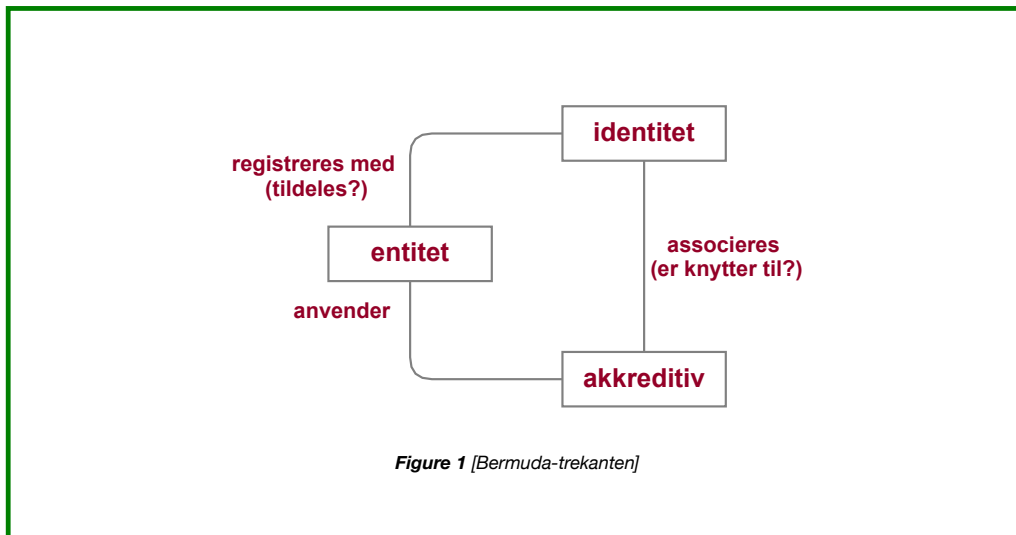 identitet
registreres med
(tildeles?)
entitet
associeres
(er knytter til?)
anvender
akkreditiv
Figure 1 [Bermuda-trekanten]